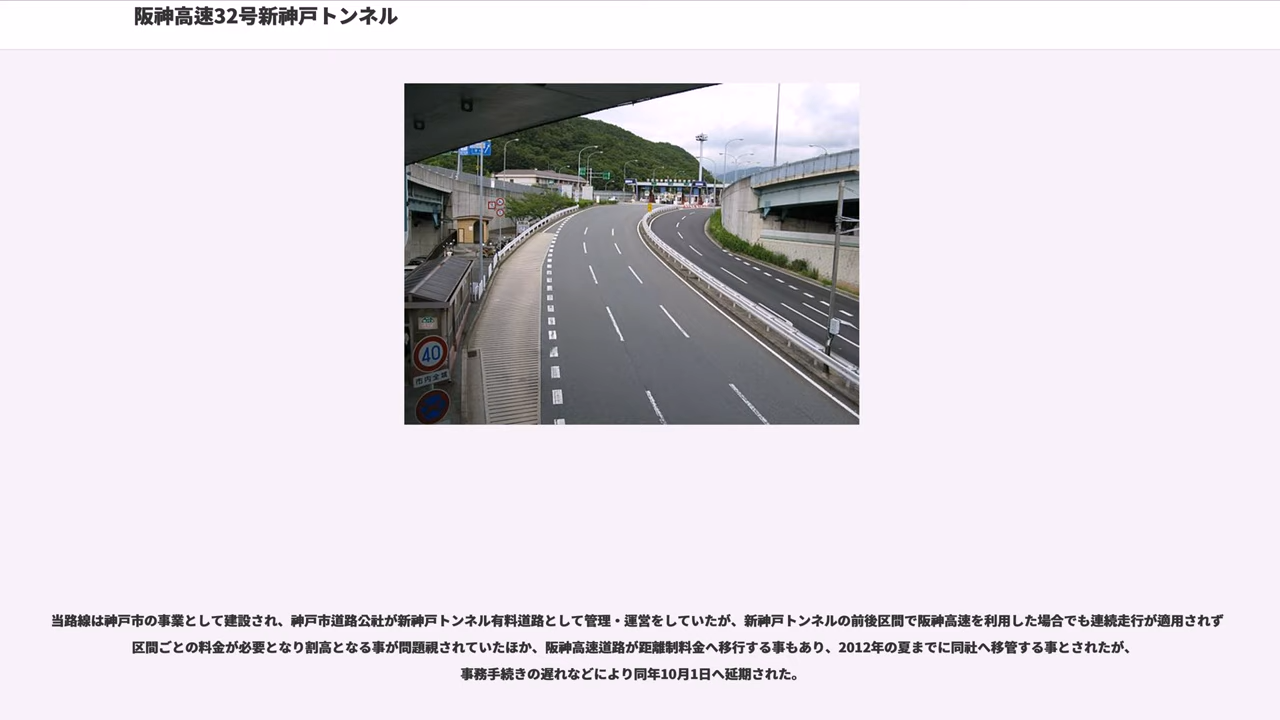 阪神高速32号新神戸トンネル
40
市内全域
当路線は神戸市の事業として建設され、神戸市道路公社が新神戸トンネル有料道路として管理・運営をしていたが、新神戸トンネルの前後区間で阪神高速を利用した場合でも連続走行が適用されず
区間ごとの料金が必要となり割高となる事が問題視されていたほか、阪神高速道路が距離制料金へ移行する事もあり、2012年の夏までに同社へ移管する事とされたが、
事務手続きの遅れなどにより同年10月1日へ延期された。